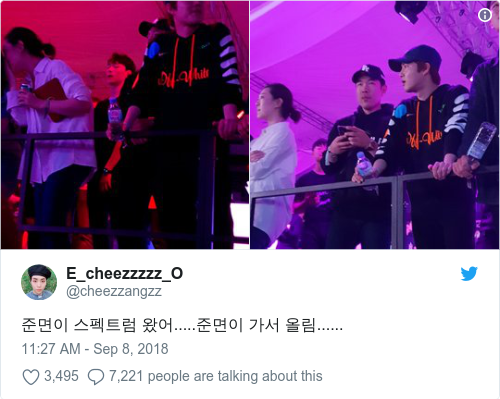 E_cheezzzzz_O
@cheezzangzz
준면이 스펙트럼 왔어.....준면이 가서 올림......
11:27 AM - Sep 8, 2018
3,495 7,221 people are talking about this